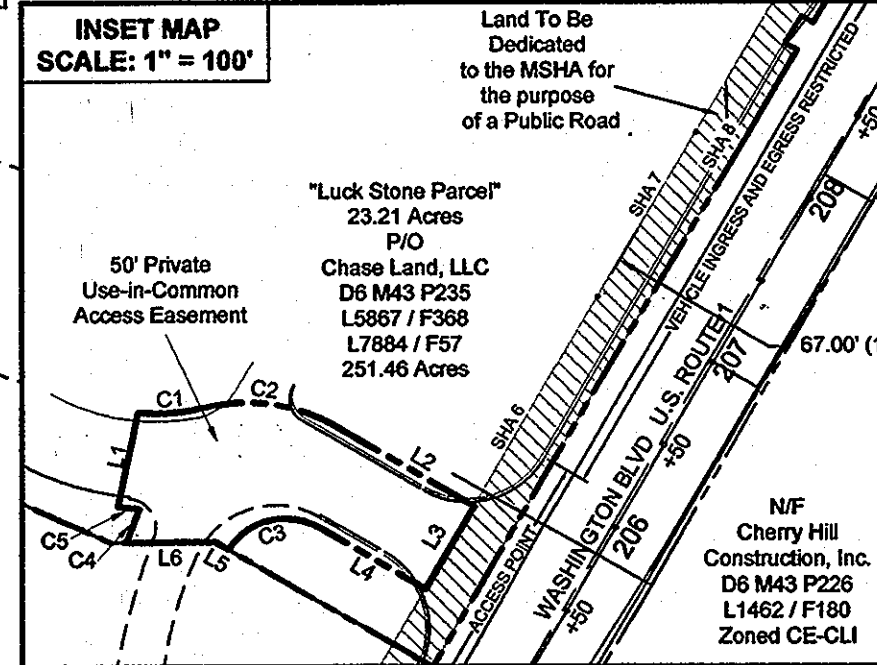 INSET MAP
SCALE: 1" = 100'
Land To Be
Dedicated
to the MSHA for
the purpose
of a Public Road
"Luck Stone Parcel"
23.21 Acres
P/O
Chase Land, LLC
D6 M43 P235
L5867 / F368
L7884 / F57
251.46 Acres
50' Private
Use-in-Common
Access Easement
C1
C2
L1
L2
L3
C3
L4
C5
C4
L6
L5
SHA 6
SHA 7
SHA 8
VEHICLE INGRESS AND EGRESS RESTRICTED
ACCESS POINT
WASHINGTON BLVD U.S. ROUTE 1
+50
206
+50
207
208
+50
67.00' (1
N/F
Cherry Hill
Construction, Inc.
D6 M43 P226
L1462 / F180
Zoned CE-CLI